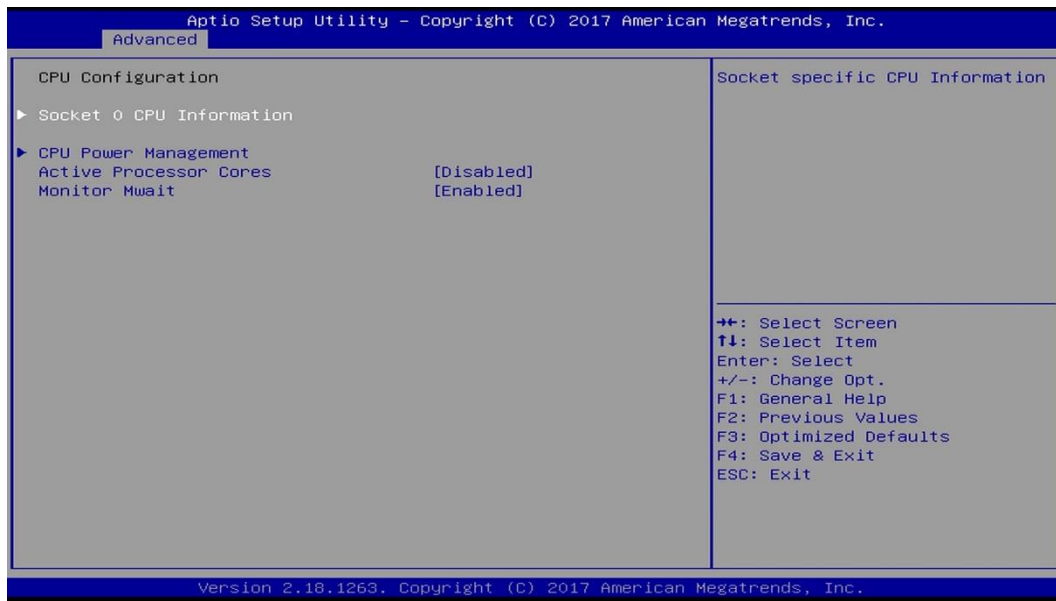 Aptio Setup Utility – Copyright (C) 2017 American Megatrends, Inc.
Advanced
CPU Configuration
Socket 0 CPU Information
CPU Power Management
Active Processor Cores [Disabled]
Monitor Mwait [Enabled]
Socket specific CPU Information
→←: Select Screen
↑↓: Select Item
Enter: Select
+/-: Change Opt.
F1: General Help
F2: Previous Values
F3: Optimized Defaults
F4: Save & Exit
ESC: Exit
Version 2.18.1263. Copyright (C) 2017 American Megatrends, Inc.